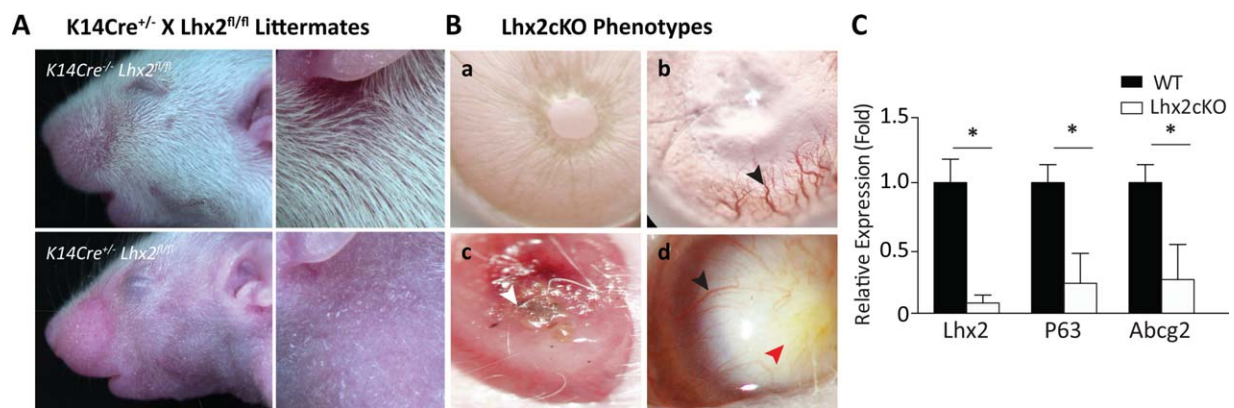 A K14Cre+/- X Lhx2fl/fl Littermates
K14Cre-/- Lhx2fl/fl
K14Cre+/- Lhx2fl/fl
B Lhx2cKO Phenotypes
a
b
c
d
C
WT
Lhx2cKO
Relative Expression (Fold)
1.5
1.0
0.5
0
* * *
Lhx2 P63 Abcg2